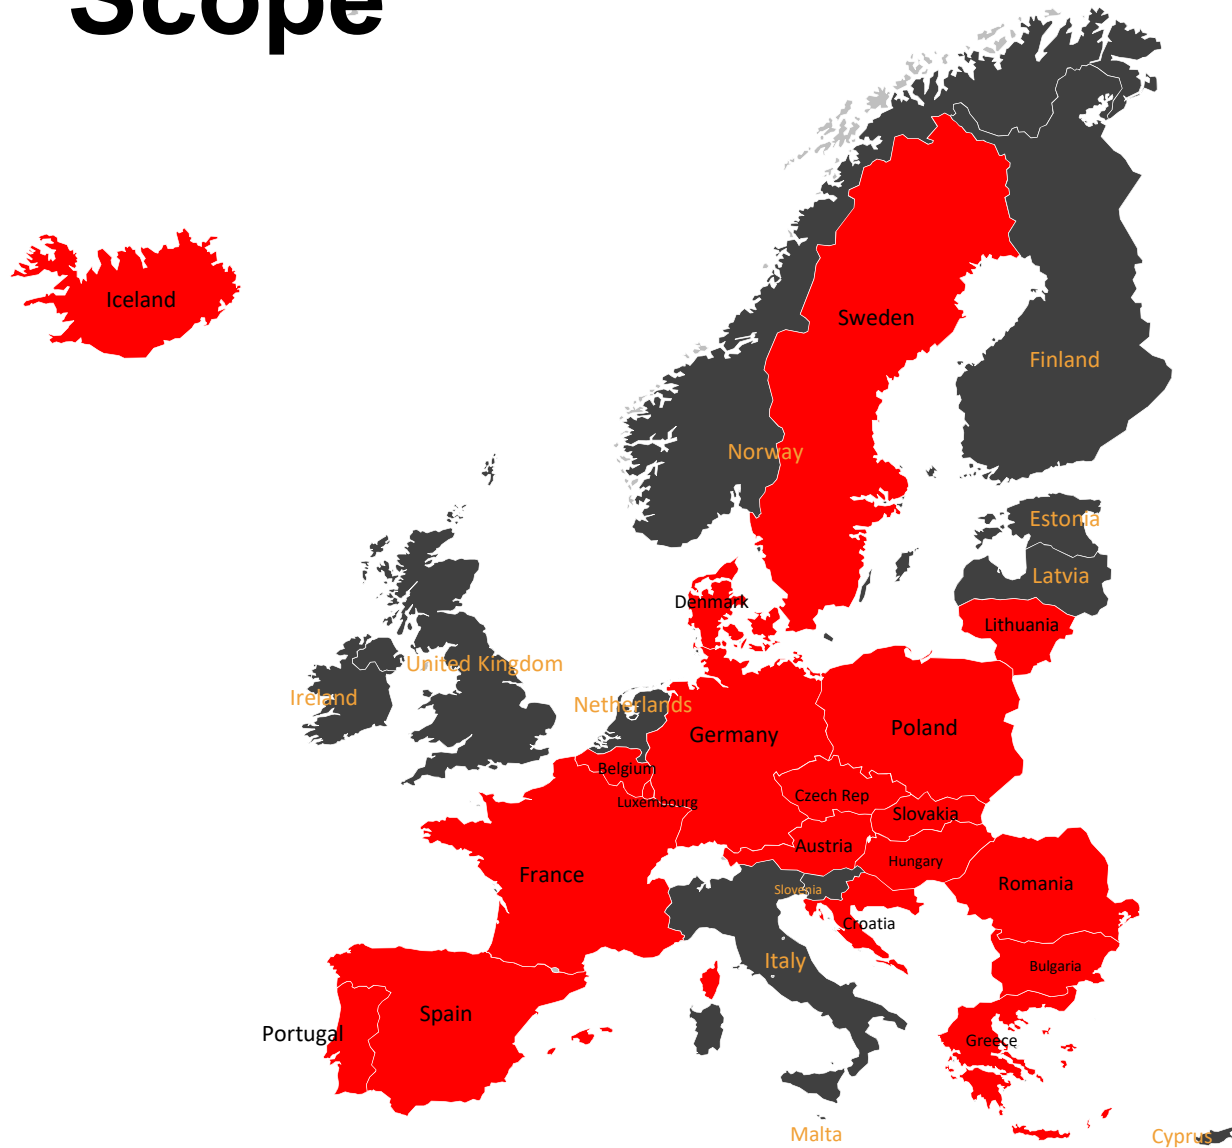 Scope
Iceland
Sweden
Finland
Norway
Estonia
Latvia
Denmark
Lithuania
United Kingdom
Ireland
Netherlands
Germany
Poland
Belgium
Czech Rep
Luxembourg
Slovakia
Austria
Hungary
France
Romania
Slovenia
Croatia
Italy
Bulgaria
Spain
Portugal
Greece
Malta
Cyprus